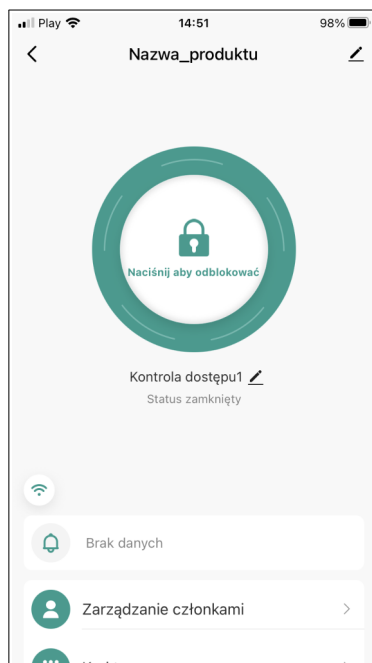 Play 14:51 98%
Nazwa_produktu
Naciśnij aby odblokować
Kontrola dostępu1
Status zamknięty
Brak danych
Zarządzanie członkami